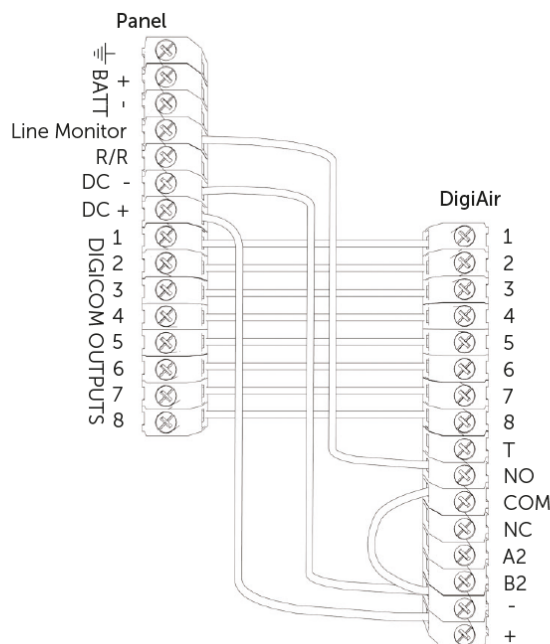 Panel
BATT
+
-
Line Monitor
R/R
DC -
DC +
DIGICOM OUTPUTS
1
2
3
4
5
6
7
8
DigiAir
1
2
3
4
5
6
7
8
T
NO
COM
NC
A2
B2
-
+